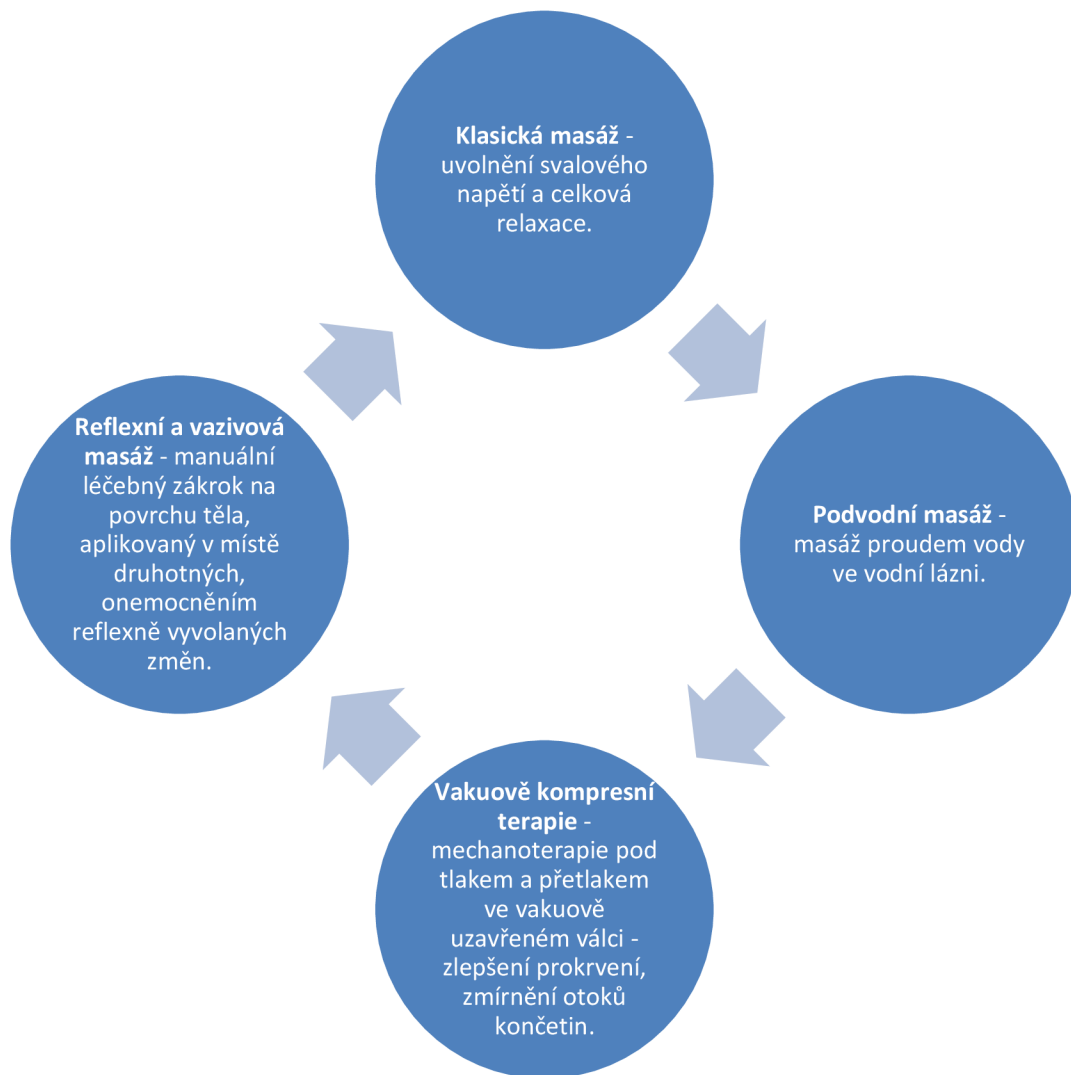 Klasická masáž -
uvolnění svalového
napětí a celková
relaxace.
Podvodní masáž -
masáž proudem vody
ve vodní lázni.
Vakuově kompresní
terapie -
mechanoterapie pod
tlakem a přetlakem
ve vakuově
uzavřeném válci -
zlepšení prokrvení,
zmírnění otoků
končetin.
Reflexní a vazivová
masáž - manuální
léčebný zákrok na
povrchu těla,
aplikovaný v místě
druhotných,
onemocněním
reflexně vyvolaných
změn.